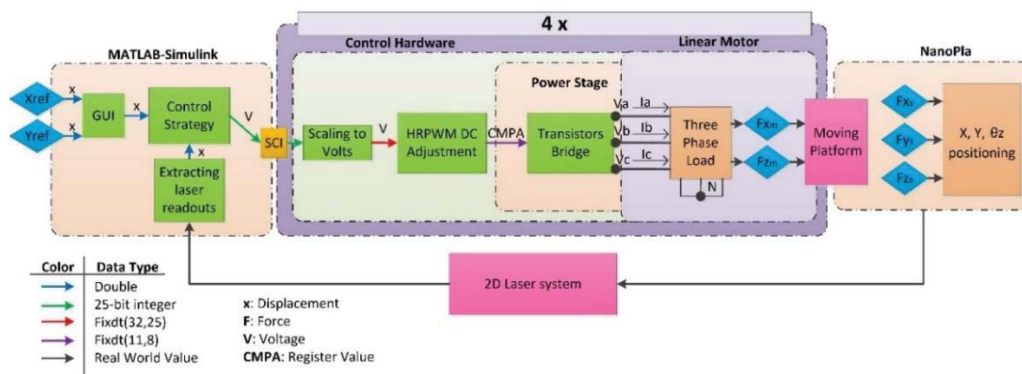 4 x
MATLAB-Simulink
Control Hardware
Linear Motor
NanoPla
Power Stage
Xref
Yref
x
x
GUI
x
Control
Strategy
V
SCI
x
Extracting
laser
readouts
Scaling to
Volts
V
HRPWM DC
Adjustment
CMPA
Transistors
Bridge
Va Ia
Vb Ib
Vc Ic
Three
Phase
Load
N
Fxm
Fzm
Moving
Platform
Fxs
Fys
Fzs
X, Y, θz
positioning
2D Laser system
Color Data Type
Double
25-bit integer
Fixdt(32,25)
Fixdt(11,8)
Real World Value
x: Displacement
F: Force
V: Voltage
CMPA: Register Value